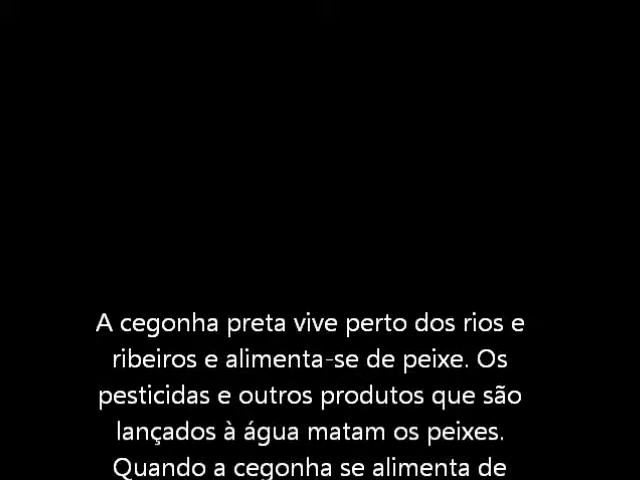 A cegonha preta vive perto dos rios e
ribeiros e alimenta-se de peixe. Os
pesticidas e outros produtos que são
lançados à água matam os peixes.
Quando a cegonha se alimenta de